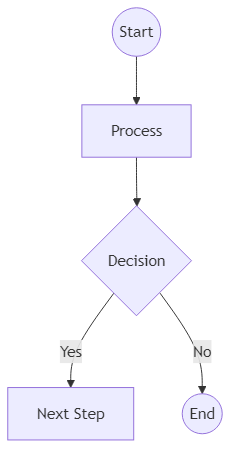 Start
Process
Decision
Yes
No
Next Step
End